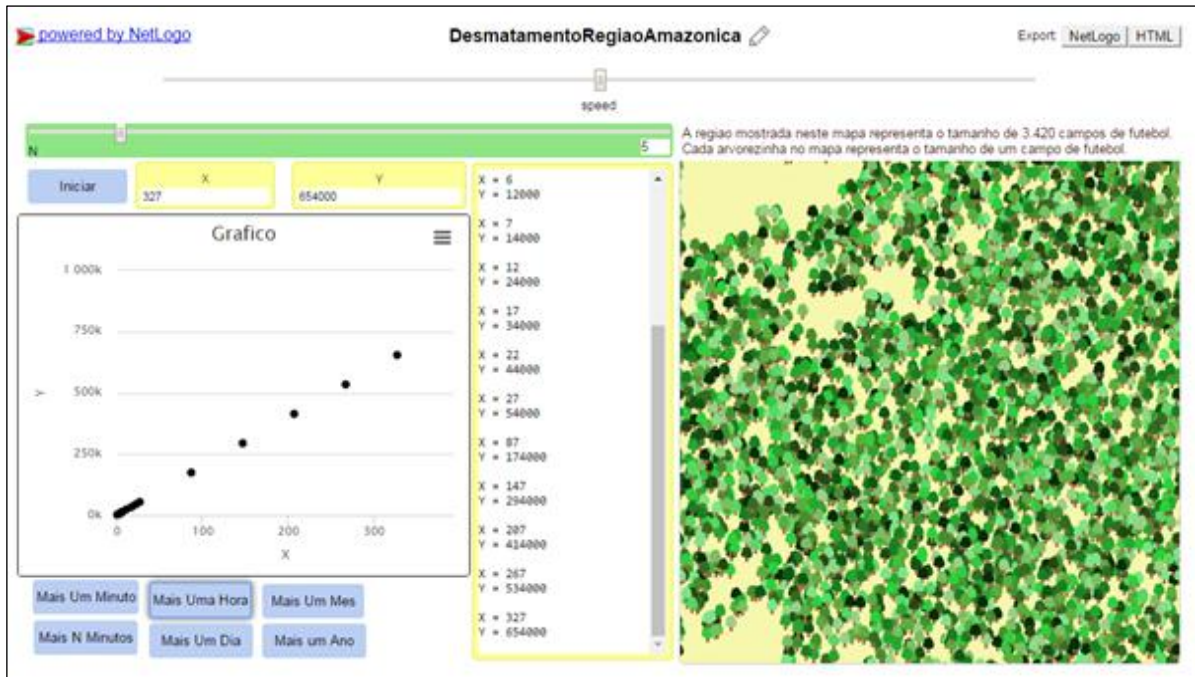 powered by NetLogo
DesmatamentoRegiaoAmazonica
Export: NetLogo HTML
speed
N
5
A regiao mostrada neste mapa representa o tamanho de 3.420 campos de futebol.
Cada arvorezinha no mapa representa o tamanho de um campo de futebol.
Iniciar
X
327
Y
654000
Grafico
1 000k
750k
500k
250k
0k
Y
0
100
200
300
X
X = 6
Y = 12000
X = 7
Y = 14000
X = 12
Y = 24000
X = 17
Y = 34000
X = 22
Y = 44000
X = 27
Y = 54000
X = 87
Y = 174000
X = 147
Y = 294000
X = 207
Y = 414000
X = 267
Y = 534000
X = 327
Y = 654000
Mais Um Minuto
Mais Uma Hora
Mais Um Mes
Mais N Minutos
Mais Um Dia
Mais um Ano